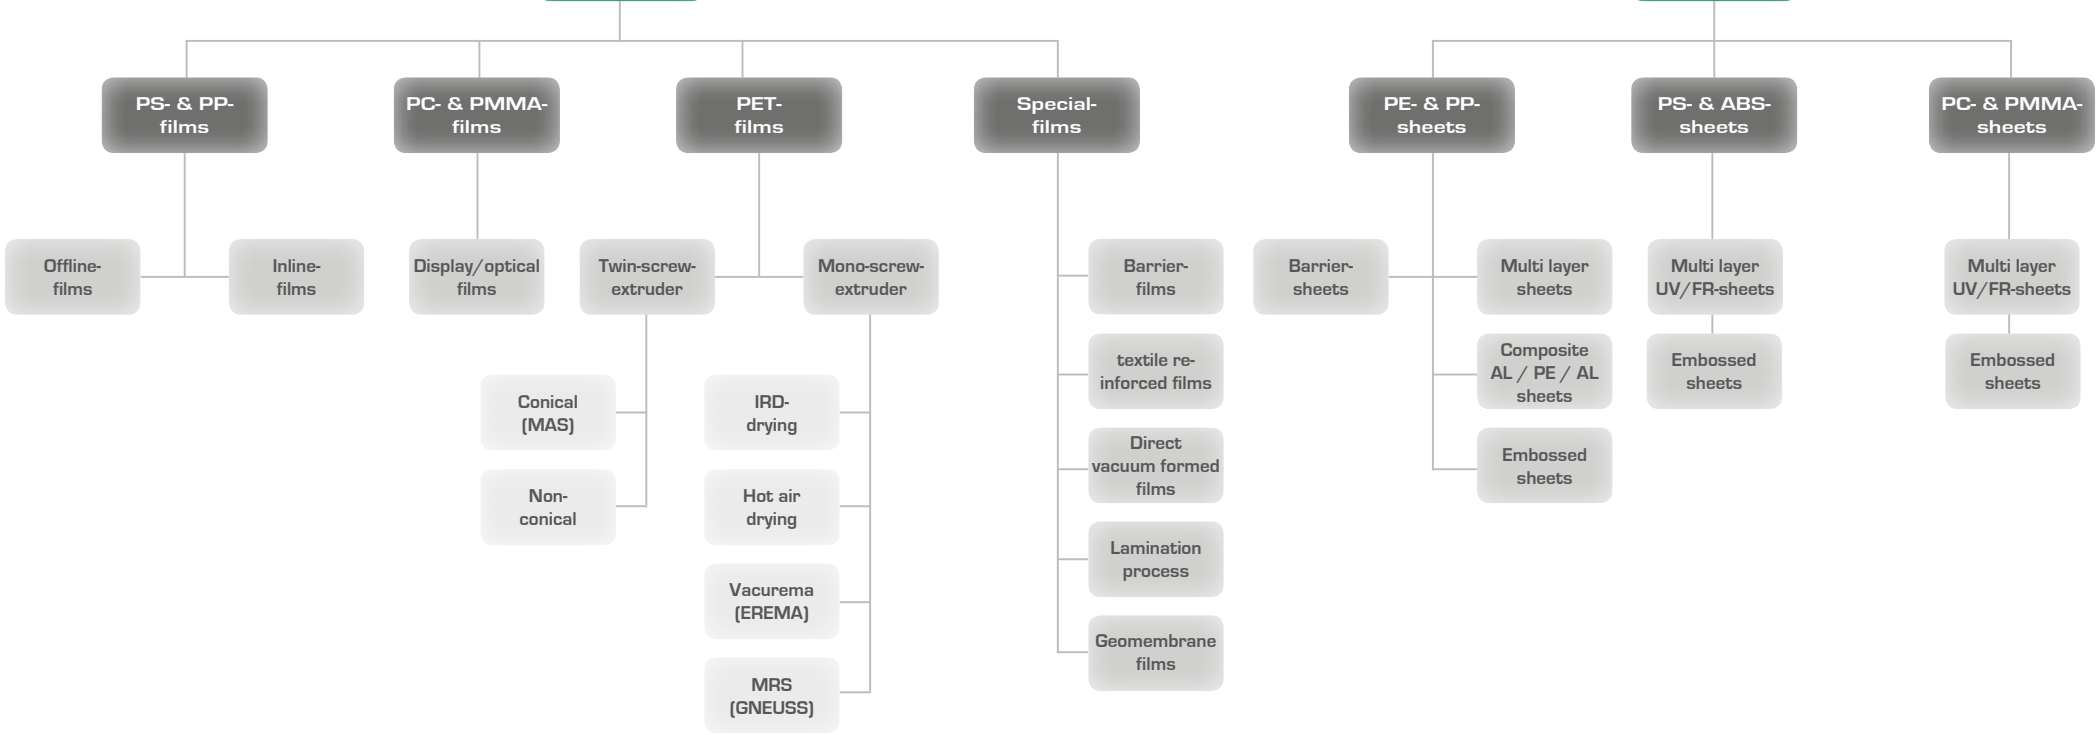 PS- & PP-
films
PC- & PMMA-
films
PET-
films
Special-
films
PE- & PP-
sheets
PS- & ABS-
sheets
PC- & PMMA-
sheets
Offline-
films
Inline-
films
Display/optical
films
Twin-screw-
extruder
Mono-screw-
extruder
Barrier-
films
Barrier-
sheets
Multi layer
sheets
Multi layer
UV/FR-sheets
Multi layer
UV/FR-sheets
textile re-
inforced films
Composite
AL / PE / AL
sheets
Embossed
sheets
Embossed
sheets
Conical
(MAS)
IRD-
drying
Direct
vacuum formed
films
Embossed
sheets
Non-
conical
Hot air
drying
Lamination
process
Vacurema
(EREMA)
Geomembrane
films
MRS
(GNEUSS)